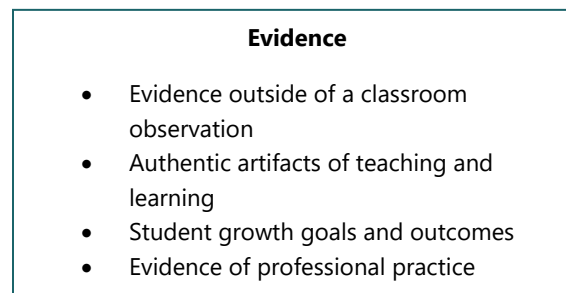 Evidence
• Evidence outside of a classroom
observation
• Authentic artifacts of teaching and
learning
• Student growth goals and outcomes
• Evidence of professional practice